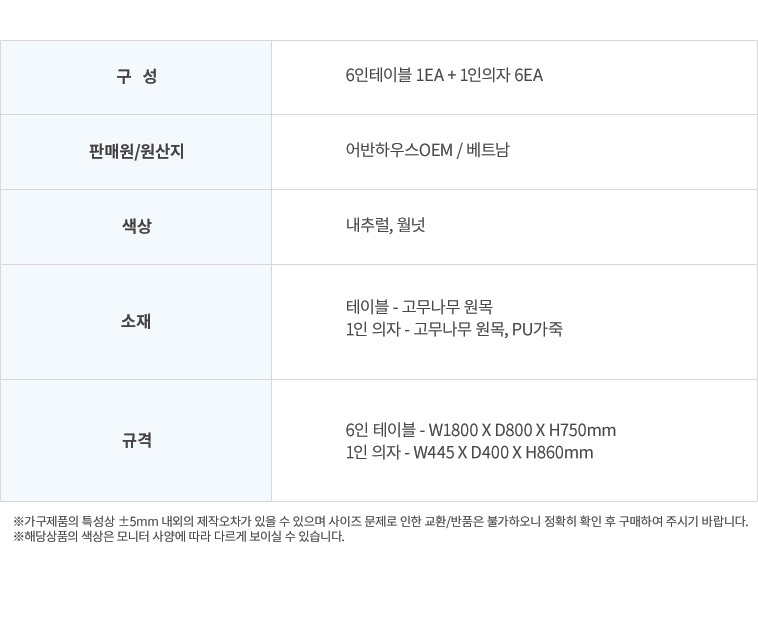 구 성
6인테이블 1EA + 1인의자 6EA
판매원/원산지
어반하우스OEM / 베트남
색상
내추럴, 월넛
소재
테이블 - 고무나무 원목
1인 의자 - 고무나무 원목, PU가죽
규격
6인 테이블 - W1800 X D800 X H750mm
1인 의자 - W445 X D400 X H860mm
※가구제품의 특성상 ±5mm 내외의 제작오차가 있을 수 있으며 사이즈 문제로 인한 교환/반품은 불가하오니 정확히 확인 후 구매하여 주시기 바랍니다.
※해당상품의 색상은 모니터 사양에 따라 다르게 보이실 수 있습니다.